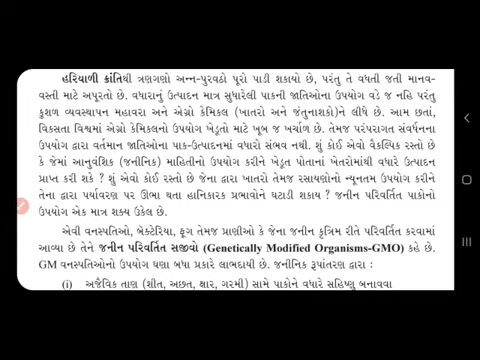 હરિયાળી ક્રાંતિથી ત્રણગણો અન્ન-પુરવઠો પૂરો પાડી શકાયો છે, પરંતુ તે વધતી જતી માનવ-
વસ્તી માટે અપૂરતો છે. વધારાનું ઉત્પાદન માત્ર સુધારેલી પાકની જાતિઓના ઉપયોગ વડે જ નહિ પરંતુ
કુશળ વ્યવસ્થાપન મહાવરા અને એગ્રો કેમિકલ (ખાતરો અને જંતુનાશકો)ને લીધે છે. આમ છતાં,
વિકસતા વિશ્વમાં એગ્રો કેમિકલનો ઉપયોગ ખેડૂતો માટે ખૂબ જ ખર્ચાળ છે. તેમજ પરંપરાગત સંવર્ધનના
ઉપયોગ દ્વારા વર્તમાન જાતિઓના પાક-ઉત્પાદનમાં વધારો સંભવ નથી. શું કોઈ એવો વૈકલ્પિક રસ્તો છે
કે જેમાં આનુવંશિક (જનીનિક) માહિતીનો ઉપયોગ કરીને ખેડૂત પોતાનાં ખેતરોમાંથી વધારે ઉત્પાદન
પ્રાપ્ત કરી શકે ? શું એવો કોઈ રસ્તો છે જેના દ્વારા ખાતરો તેમજ રસાયણોનો ન્યૂનતમ ઉપયોગ કરીને
તેના દ્વારા પર્યાવરણ પર ઊભા થતા હાનિકારક પ્રભાવોને ઘટાડી શકાય ? જનીન પરિવર્તિત પાકોનો
ઉપયોગ એક માત્ર શક્ય ઉકેલ છે.
એવી વનસ્પતિઓ, બેક્ટેરિયા, ફૂગ તેમજ પ્રાણીઓ કે જેના જનીન કૃત્રિમ રીતે પરિવર્તિત કરવામાં
આવ્યા છે તેને જનીન પરિવર્તિત સજીવો (Genetically Modified Organisms-GMO) કહે છે.
GM વનસ્પતિઓનો ઉપયોગ ઘણા બધા પ્રકારે લાભદાયી છે. જનીનિક રૂપાંતરણ દ્વારા :
(i) અજૈવિક તાણ (શીત, અછત, ક્ષાર, ગરમી) સામે પાકોને વધારે સહિષ્ણુ બનાવવા